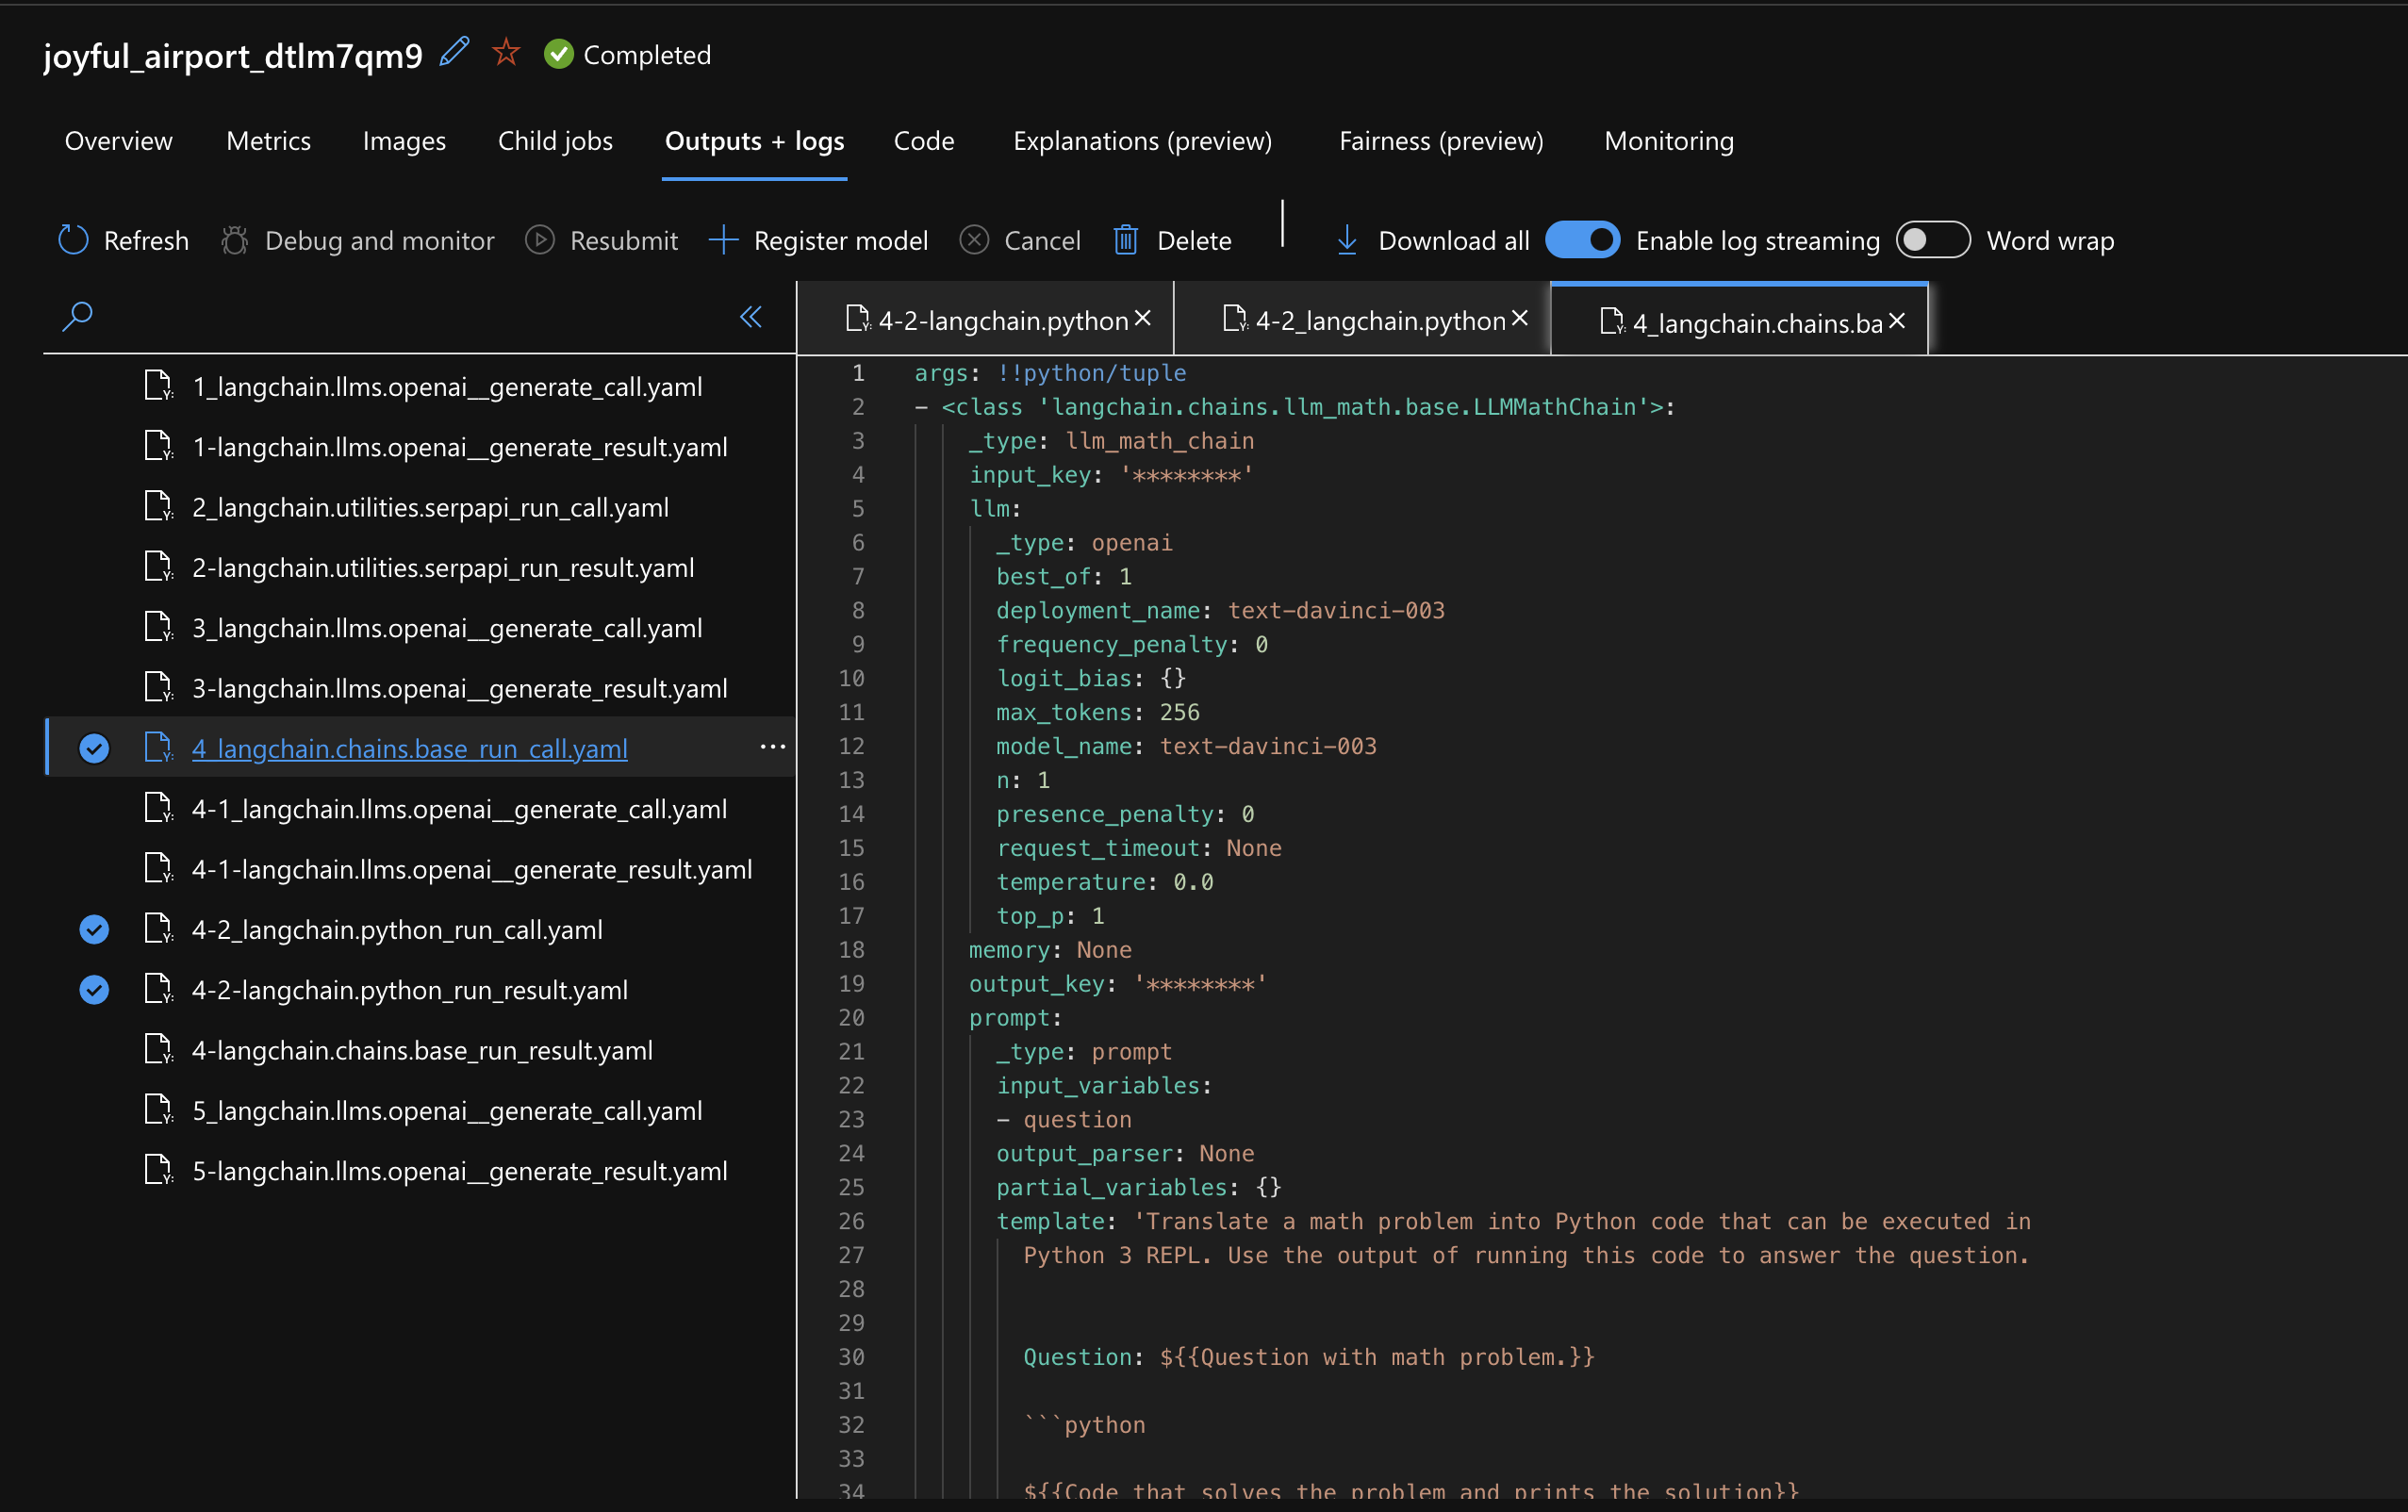 joyful_airport_dtlm7qm9 Completed
Overview Metrics Images Child jobs Outputs + logs Code Explanations (preview) Fairness (preview) Monitoring
Refresh Debug and monitor Resubmit Register model Cancel Delete Download all Enable log streaming Word wrap
1_langchain.llms.openai__generate_call.yaml
1-langchain.llms.openai__generate_result.yaml
2_langchain.utilities.serpapi_run_call.yaml
2-langchain.utilities.serpapi_run_result.yaml
3_langchain.llms.openai__generate_call.yaml
3-langchain.llms.openai__generate_result.yaml
4_langchain.chains.base_run_call.yaml ...
4-1_langchain.llms.openai__generate_call.yaml
4-1-langchain.llms.openai__generate_result.yaml
4-2_langchain.python_run_call.yaml
4-2-langchain.python_run_result.yaml
4-langchain.chains.base_run_result.yaml
5_langchain.llms.openai__generate_call.yaml
5-langchain.llms.openai__generate_result.yaml
4-2-langchain.python 4-2_langchain.python 4_langchain.chains.ba
1 args: !!python/tuple
2 - <class 'langchain.chains.llm_math.base.LLMMathChain'>:
3 _type: llm_math_chain
4 input_key: '********'
5 llm:
6 _type: openai
7 best_of: 1
8 deployment_name: text-davinci-003
9 frequency_penalty: 0
10 logit_bias: {}
11 max_tokens: 256
12 model_name: text-davinci-003
13 n: 1
14 presence_penalty: 0
15 request_timeout: None
16 temperature: 0.0
17 top_p: 1
18 memory: None
19 output_key: '********'
20 prompt:
21 _type: prompt
22 input_variables:
23 - question
24 output_parser: None
25 partial_variables: {}
26 template: 'Translate a math problem into Python code that can be executed in
27 Python 3 REPL. Use the output of running this code to answer the question.
28
29
30 Question: ${{Question with math problem.}}
31
32 ```python
33
34 ${{Code that solves the problem and prints the solution}}